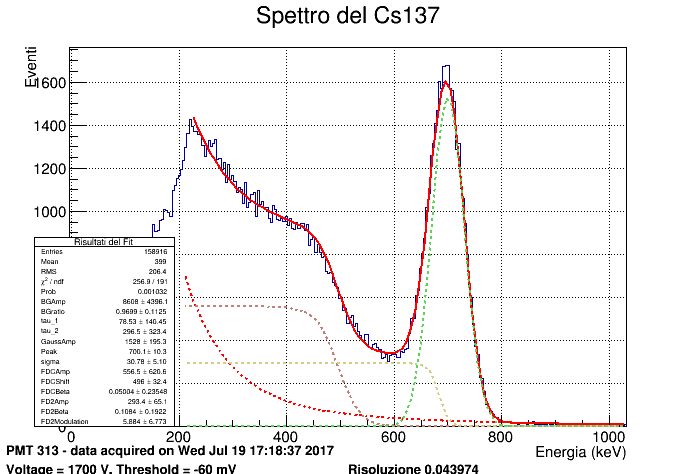 Spettro del Cs137
Eventi
1600
1400
1200
1000
Risultati del Fit
Entries 158916
Mean 399
RMS 206.4
χ² / ndf 256.9 / 191
Prob 0.001032
BGAmp 8608 ± 4396.1
BGratio 0.9699 ± 0.1125
tau_1 78.53 ± 140.45
tau_2 296.5 ± 323.4
GaussAmp 1528 ± 195.3
Peak 700.1 ± 10.3
sigma 30.78 ± 5.10
FDCAmp 556.5 ± 620.6
FDCShift 496 ± 32.4
FDCBeta 0.05004 ± 0.23548
FD2Amp 293.4 ± 65.1
FD2Beta 0.1084 ± 0.1922
FD2Modulation 5.884 ± 6.773
0 200 400 600 800 1000
Energia (keV)
PMT 313 - data acquired on Wed Jul 19 17:18:37 2017
Voltage = 1700 V, Threshold = -60 mV Risoluzione 0.043974